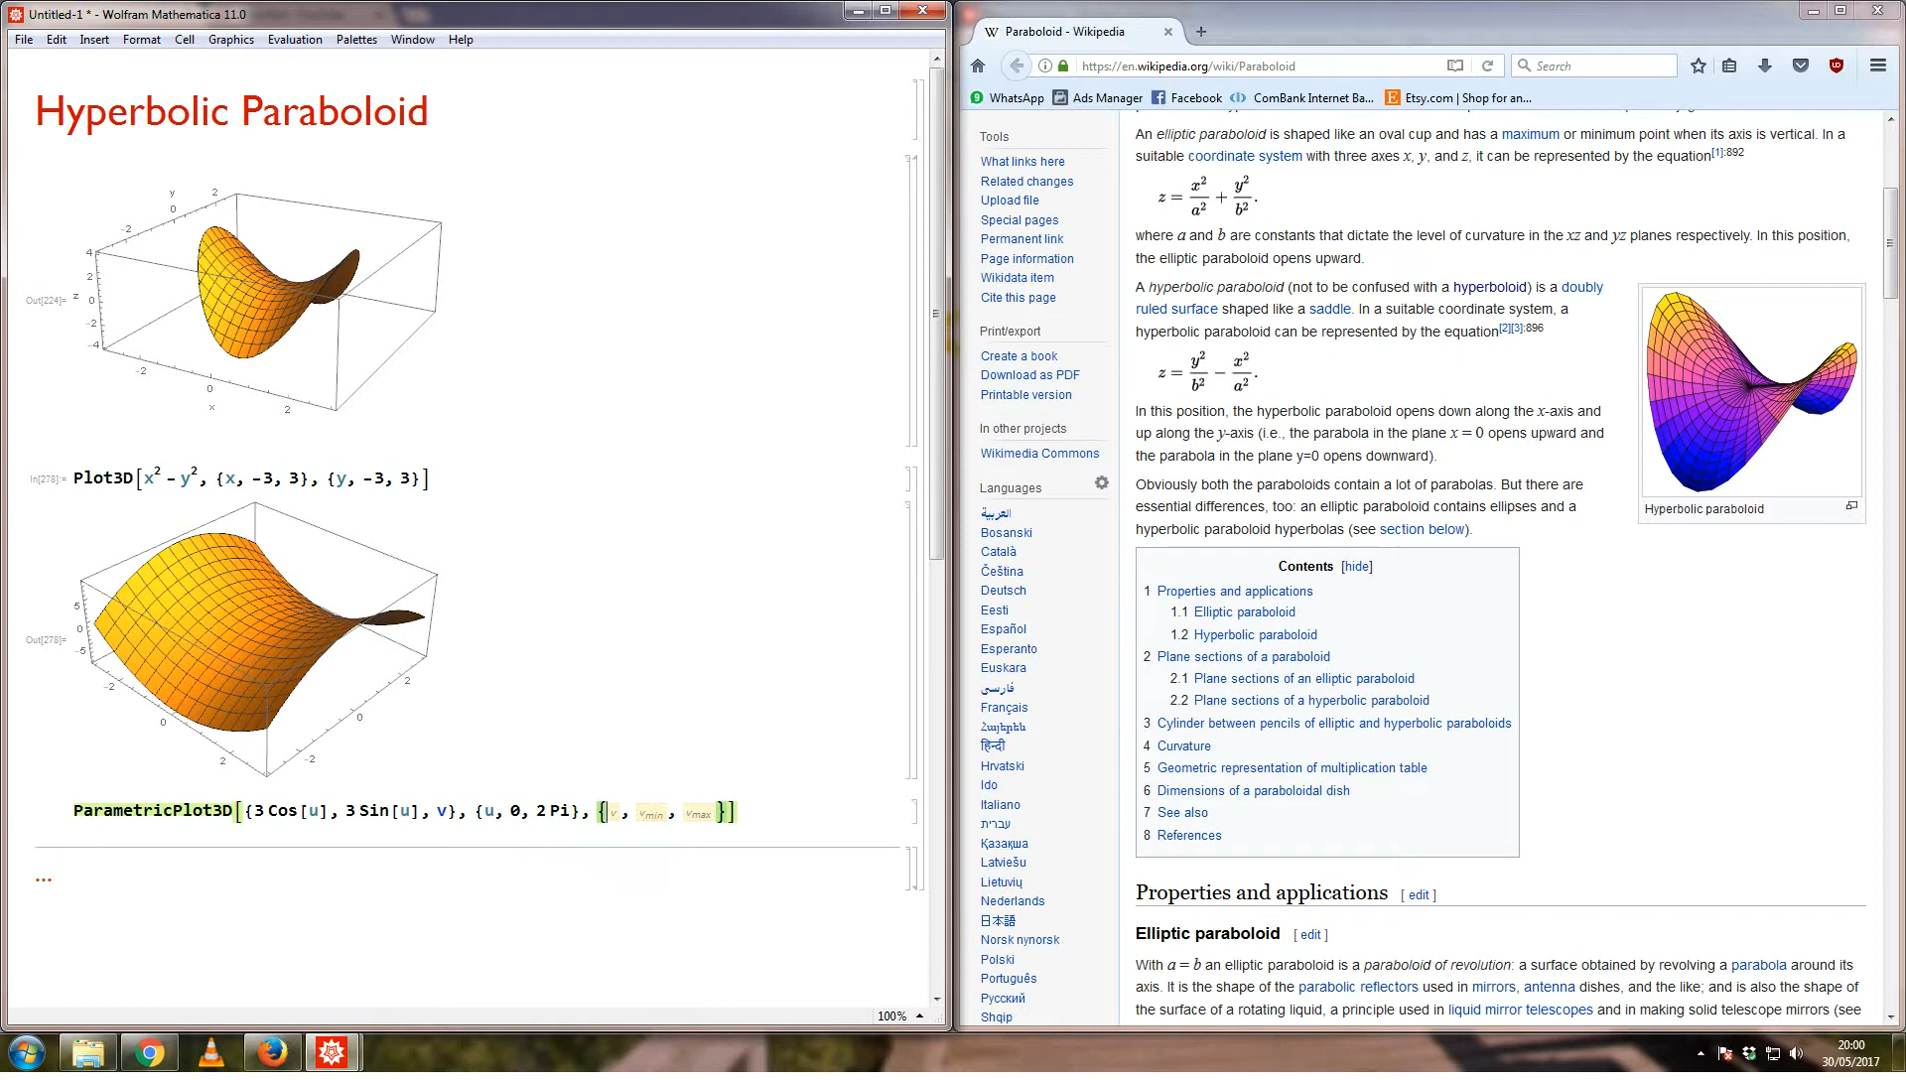 Untitled-1 * - Wolfram Mathematica 11.0
File Edit Insert Format Cell Graphics Evaluation Palettes Window Help
Hyperbolic Paraboloid
y
2
0
-2
4
2
Out[224]= z 0
-2
-4
-2
0
2
x
In[278]:= Plot3D[x² - y², {x, -3, 3}, {y, -3, 3}]
5
0
Out[278]=
-5
-2
2
0
0
2
-2
ParametricPlot3D[{3 Cos[u], 3 Sin[u], v}, {u, 0, 2 Pi}, {v, vmin, vmax}]
...
100%
Paraboloid - Wikipedia
https://en.wikipedia.org/wiki/Paraboloid
Search
WhatsApp Ads Manager Facebook ComBank Internet Ba... Etsy.com | Shop for an...
Tools
What links here
Related changes
Upload file
Special pages
Permanent link
Page information
Wikidata item
Cite this page
Print/export
Create a book
Download as PDF
Printable version
In other projects
Wikimedia Commons
Languages
العربية
Bosanski
Català
Čeština
Deutsch
Eesti
Español
Esperanto
Euskara
فارسی
Français
Հայերեն
हिन्दी
Hrvatski
Ido
Italiano
עברית
Қазақша
Latviešu
Lietuvių
Nederlands
日本語
Norsk nynorsk
Polski
Português
Русский
Shqip
An elliptic paraboloid is shaped like an oval cup and has a maximum or minimum point when its axis is vertical. In a
suitable coordinate system with three axes x, y, and z, it can be represented by the equation[1]:892
z = x²/a² + y²/b².
where a and b are constants that dictate the level of curvature in the xz and yz planes respectively. In this position,
the elliptic paraboloid opens upward.
A hyperbolic paraboloid (not to be confused with a hyperboloid) is a doubly
ruled surface shaped like a saddle. In a suitable coordinate system, a
hyperbolic paraboloid can be represented by the equation[2][3]:896
z = y²/b² − x²/a².
In this position, the hyperbolic paraboloid opens down along the x-axis and
up along the y-axis (i.e., the parabola in the plane x = 0 opens upward and
the parabola in the plane y=0 opens downward).
Obviously both the paraboloids contain a lot of parabolas. But there are
essential differences, too: an elliptic paraboloid contains ellipses and a
hyperbolic paraboloid hyperbolas (see section below).
Hyperbolic paraboloid
Contents [hide]
1 Properties and applications
1.1 Elliptic paraboloid
1.2 Hyperbolic paraboloid
2 Plane sections of a paraboloid
2.1 Plane sections of an elliptic paraboloid
2.2 Plane sections of a hyperbolic paraboloid
3 Cylinder between pencils of elliptic and hyperbolic paraboloids
4 Curvature
5 Geometric representation of multiplication table
6 Dimensions of a paraboloidal dish
7 See also
8 References
Properties and applications [ edit ]
Elliptic paraboloid [ edit ]
With a = b an elliptic paraboloid is a paraboloid of revolution: a surface obtained by revolving a parabola around its
axis. It is the shape of the parabolic reflectors used in mirrors, antenna dishes, and the like; and is also the shape of
the surface of a rotating liquid, a principle used in liquid mirror telescopes and in making solid telescope mirrors (see
20:00
30/05/2017